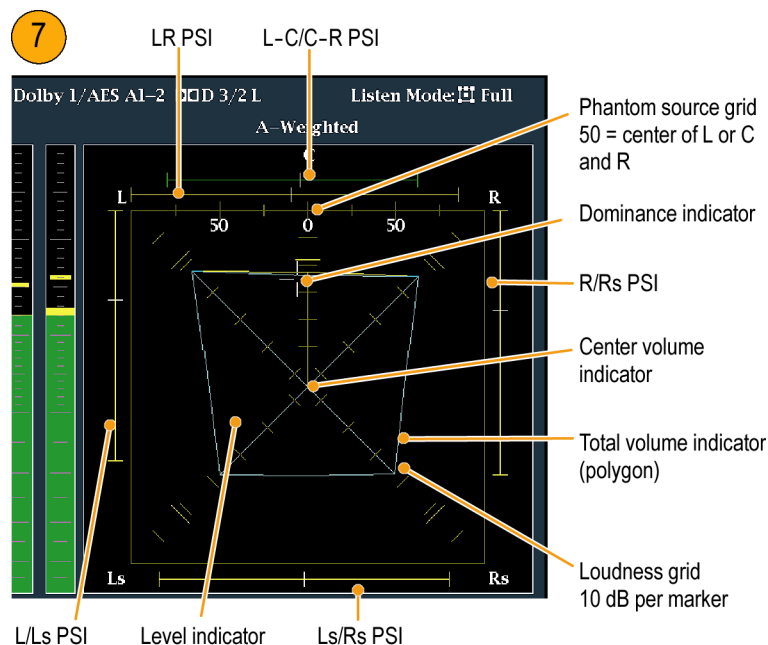 7
LR PSI
L-C/C-R PSI
Dolby 1/AES A1-2 D 3/2 L
Listen Mode: Full
A-Weighted
C
L
R
50
0
50
Ls
Rs
Phantom source grid
50 = center of L or C
and R
Dominance indicator
R/Rs PSI
Center volume
indicator
Total volume indicator
(polygon)
Loudness grid
10 dB per marker
L/Ls PSI
Level indicator
Ls/Rs PSI